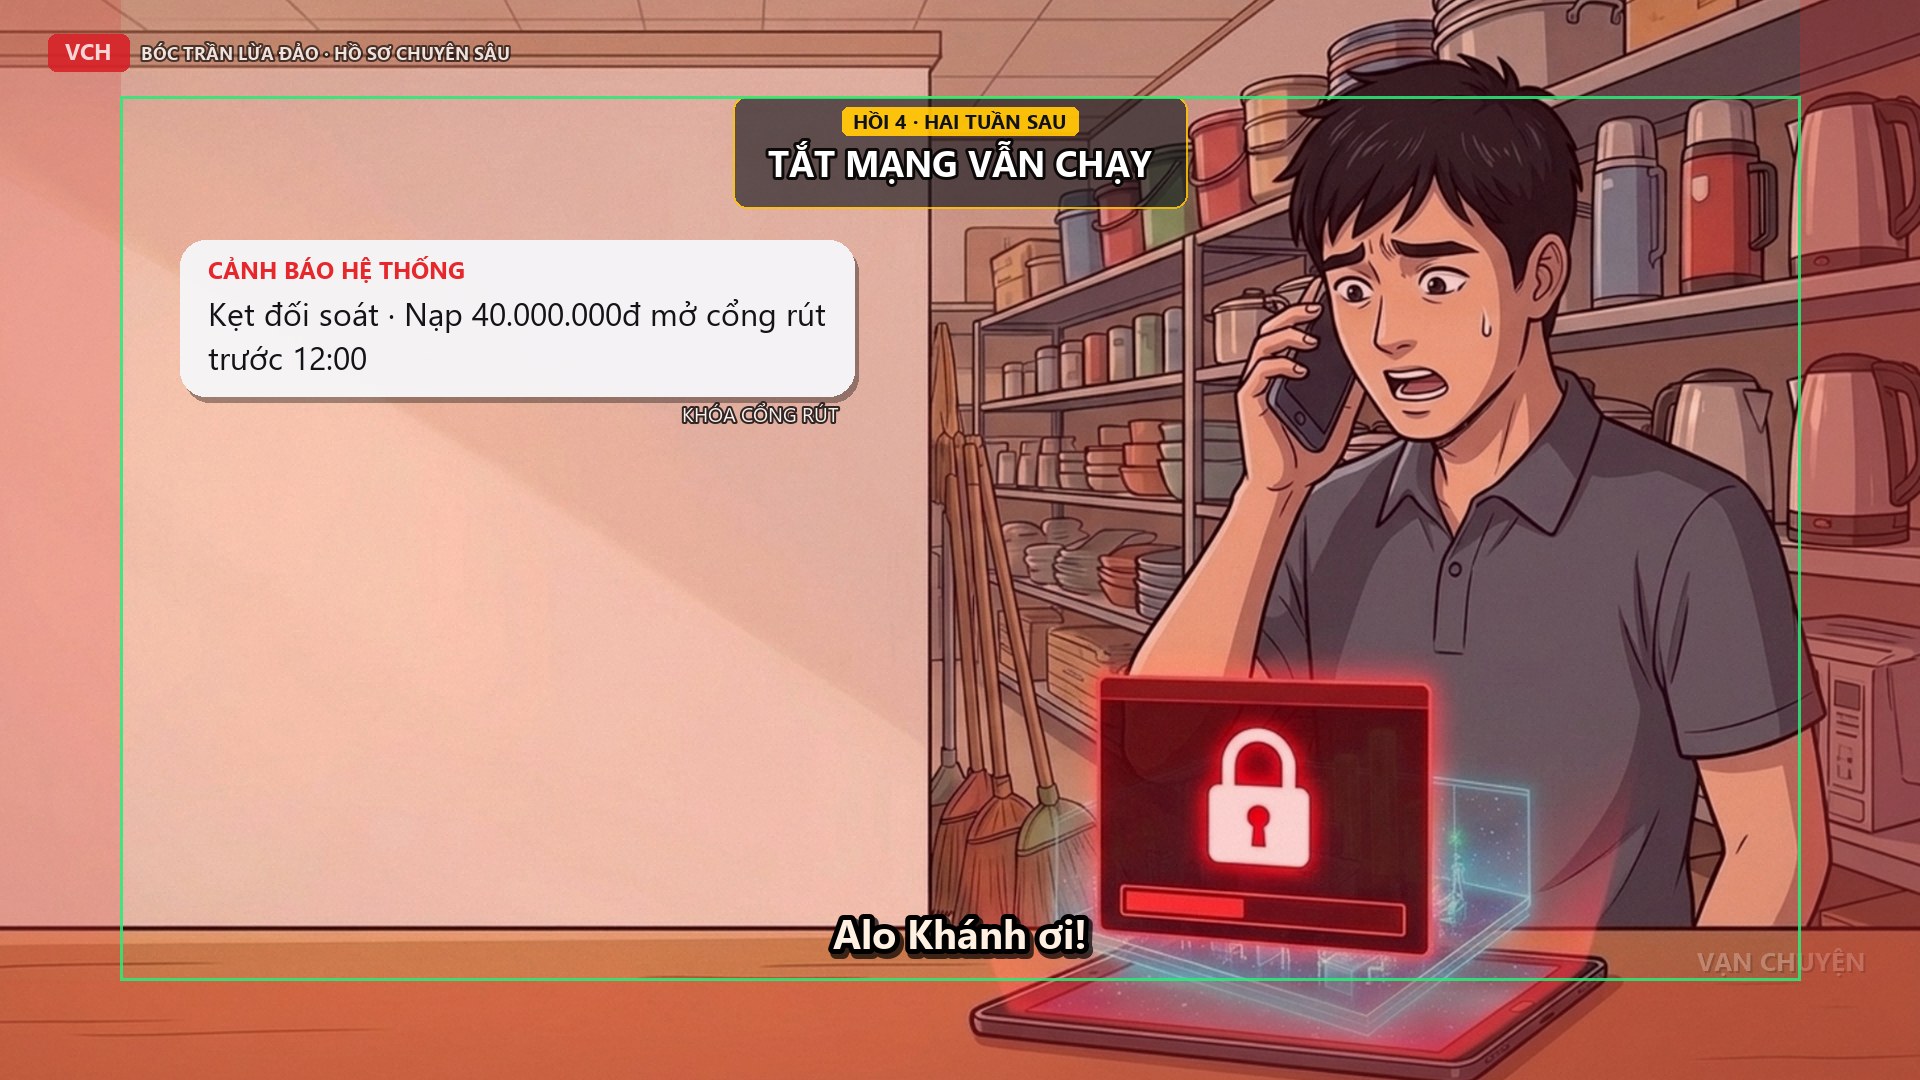 VCH
BÓC TRẦN LỪA ĐẢO · HỒ SƠ CHUYÊN SÂU
HỒI 4 · HAI TUẦN SAU
TẮT MẠNG VẪN CHẠY
CẢNH BÁO HỆ THỐNG
Kẹt đối soát · Nạp 40.000.000đ mở cổng rút
trước 12:00
KHÓA CỔNG RÚT
Alo Khánh ơi!
VẠN CHUYỆN